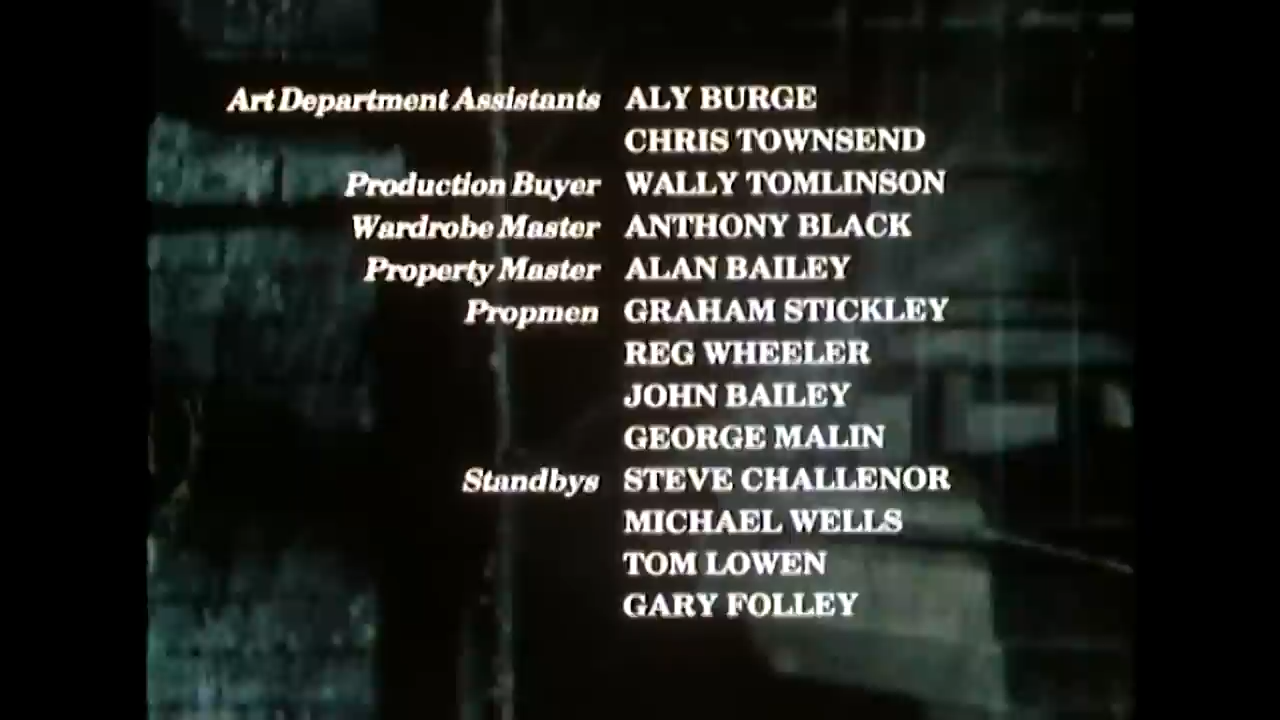 Art Department Assistants ALY BURGE
CHRIS TOWNSEND
Production Buyer WALLY TOMLINSON
Wardrobe Master ANTHONY BLACK
Property Master ALAN BAILEY
Propmen GRAHAM STICKLEY
REG WHEELER
JOHN BAILEY
GEORGE MALIN
Standbys STEVE CHALLENOR
MICHAEL WELLS
TOM LOWEN
GARY FOLLEY